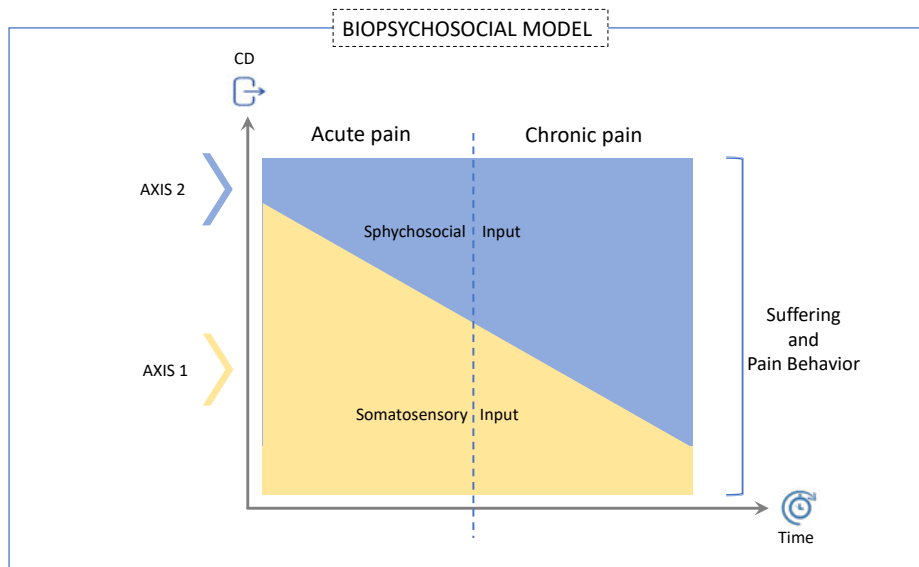 BIOPSYCHOSOCIAL MODEL
CD
Acute pain
Chronic pain
AXIS 2
Sphychosocial Input
Suffering
and
Pain Behavior
AXIS 1
Somatosensory Input
Time